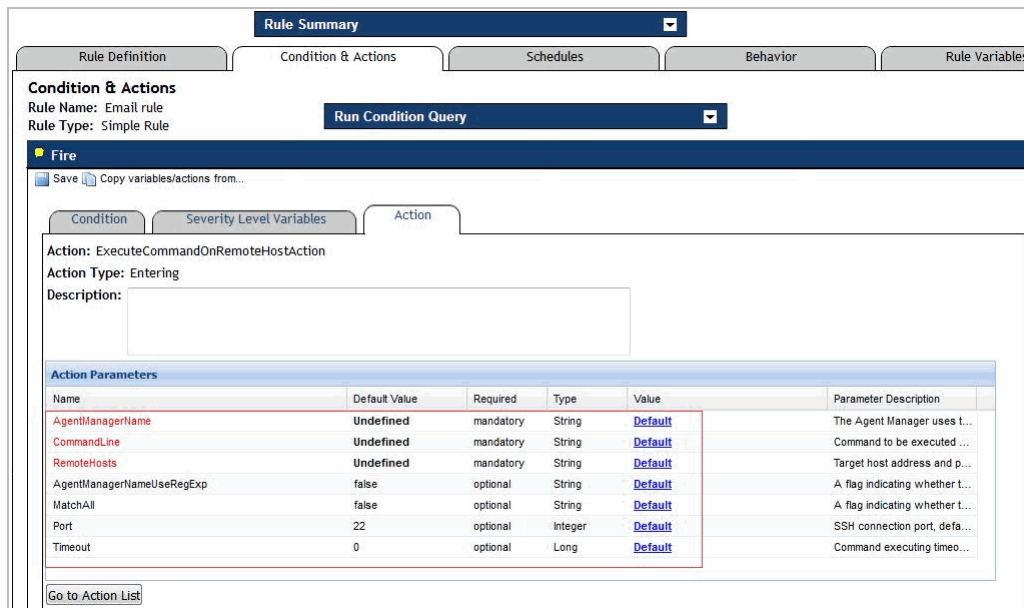 Rule Summary
Rule Definition Condition & Actions Schedules Behavior Rule Variables
Condition & Actions
Rule Name: Email rule
Rule Type: Simple Rule
Run Condition Query
Fire
Save Copy variables/actions from...
Condition Severity Level Variables Action
Action: ExecuteCommandOnRemoteHostAction
Action Type: Entering
Description:
Action Parameters
Name Default Value Required Type Value Parameter Description
AgentManagerName Undefined mandatory String Default The Agent Manager uses t...
CommandLine Undefined mandatory String Default Command to be executed ...
RemoteHosts Undefined mandatory String Default Target host address and p...
AgentManagerNameUseRegExp false optional String Default A flag indicating whether t...
MatchAll false optional String Default A flag indicating whether t...
Port 22 optional Integer Default SSH connection port, defa...
Timeout 0 optional Long Default Command executing timeo...
Go to Action List